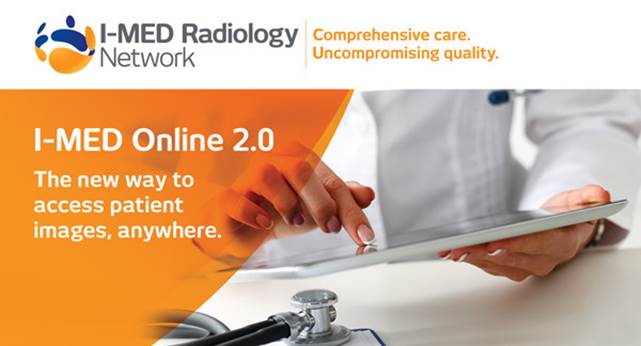 I-MED Radiology
Network
Comprehensive care.
Uncompromising quality.
I-MED Online 2.0
The new way to
access patient
images, anywhere.